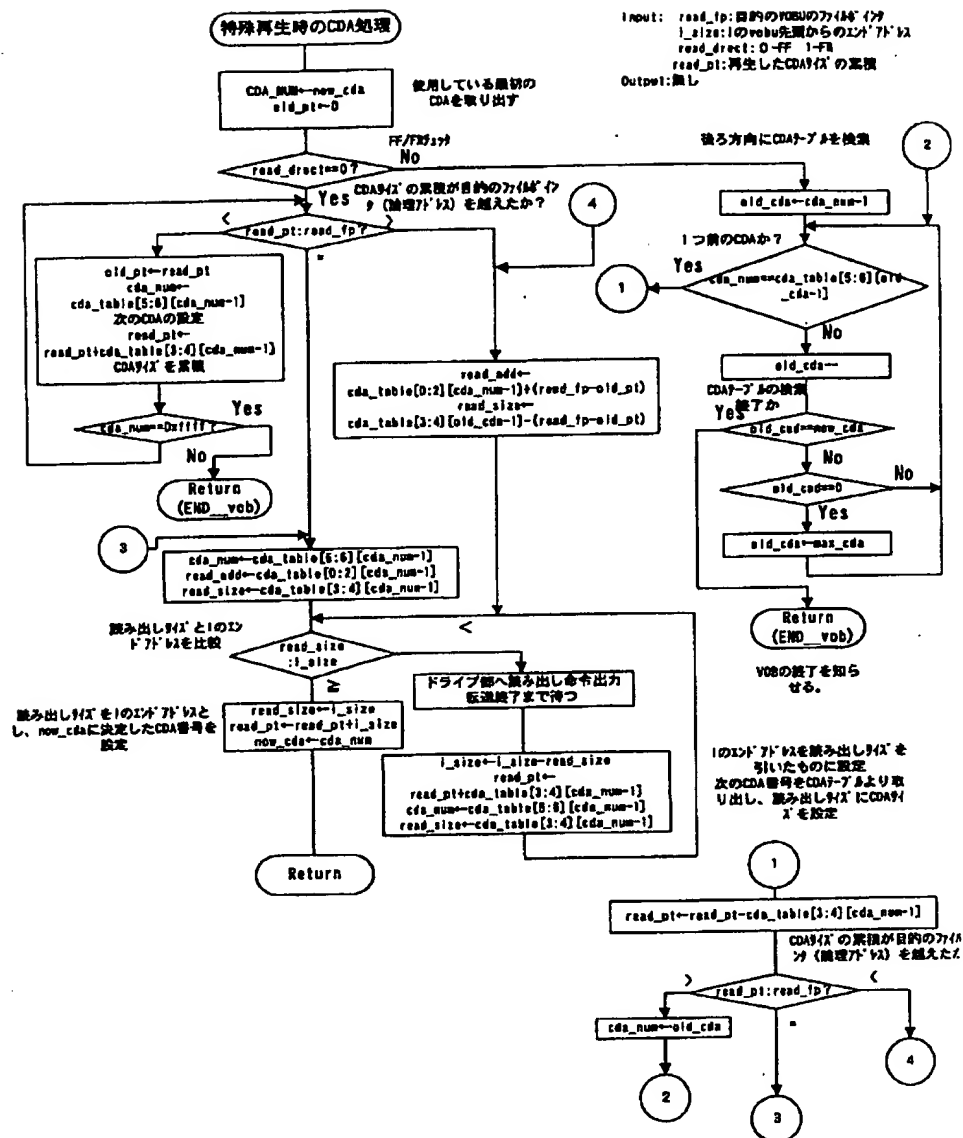 特殊再生時のCDA処理
Input: read_fp:目的のVOBUのファイルポインタ
I_size:Iのvobu先頭からのエンドアドレス
read_drect: 0-FF 1-FR
read_pt:再生したCDAサイズの累積
Output:無し
CDA_NUM←now_cda
old_pt←0
使用している最初の
CDAを取り出す
FF/FRチェック
read_drect==0?
No
Yes
CDAサイズの累積が目的のファイルポイン
タ(論理アドレス)を越えたか?
<
read_pt:read_fp?
>
=
4
old_pt←read_pt
cda_num←
cda_table[5:6][cda_num-1]
次のCDAの設定
read_pt←
read_pt+cda_table[3:4][cda_num-1]
CDAサイズを累積
cda_num==0xffff?
Yes
No
Return
(END__vob)
read_add←
cda_table[0:2][cda_num-1]+(read_fp-old_pt)
read_size←
cda_table[3:4][old_cda-1]-(read_fp-old_pt)
後ろ方向にCDAテーブルを検索
2
old_cda←cda_num-1
1つ前のCDAか?
Yes
1
cda_num==cda_table[5:6][old
_cda-1]
No
old_cda--
CDAテーブルの検索
終了か
Yes
old_cad==now_cda
No
old_cad==0
No
Yes
old_cda←max_cda
Return
(END__vob)
VOBの終了を知ら
せる。
3
cda_num←cda_table[5:6][cda_num-1]
read_add←cda_table[0:2][cda_num-1]
read_size←cda_table[3:4][cda_num-1]
読み出しサイズとIのエン
ドアドレスを比較
read_size
:i_size
<
≧
ドライブ部へ読み出し命令出力
転送終了まで待つ
読み出しサイズをIのエンドアドレスと
し、now_cdaに決定したCDA番号を
設定
read_size←i_size
read_pt←read_pt+i_size
now_cda←cda_num
i_size←i_size-read_size
read_pt←
read_pt+cda_table[3:4][cda_num-1]
cda_num←cda_table[5:6][cda_num-1]
read_size←cda_table[3:4][cda_num-1]
Iのエンドアドレスを読み出しサイズを
引いたものに設定
次のCDA番号をCDAテーブルより取
り出し、読み出しサイズにCDAサイ
ズを設定
Return
1
read_pt←read_pt-cda_table[3:4][cda_num-1]
CDAサイズの累積が目的のファイルポ
ンタ(論理アドレス)を越えたか
>
read_pt:read_fp?
<
=
cda_num←old_cda
2
3
4